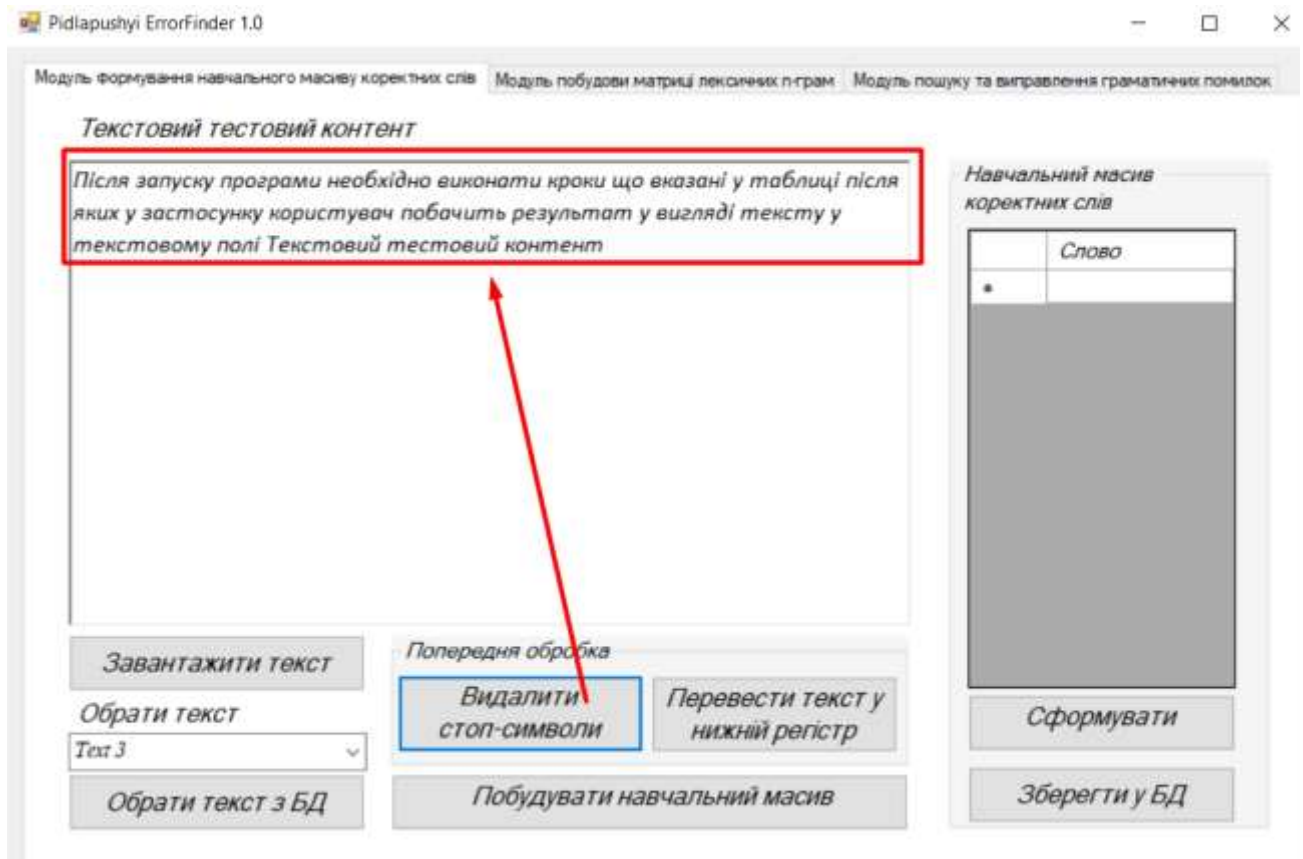 Pidlapushyi ErrorFinder 1.0
Модуль формування навчального масиву коректних слів
Модуль побудови матриці лексичних п-грам
Модуль пошуку та виправлення граматичних помилок
Текстовий тестовий контент
Після запуску програми необхідно виконати кроки що вказані у таблиці після
яких у застосунку користувач побачить результат у вигляді тексту у
текстовому полі Текстовий тестовий контент
Навчальний масив
коректних слів
Слово
Завантажити текст
Обрати текст
Text 3
Обрати текст з БД
Попередня обробка
Видалити
стоп-символи
Перевести текст у
нижній регістр
Побудувати навчальний масив
Сформувати
Зберегти у БД